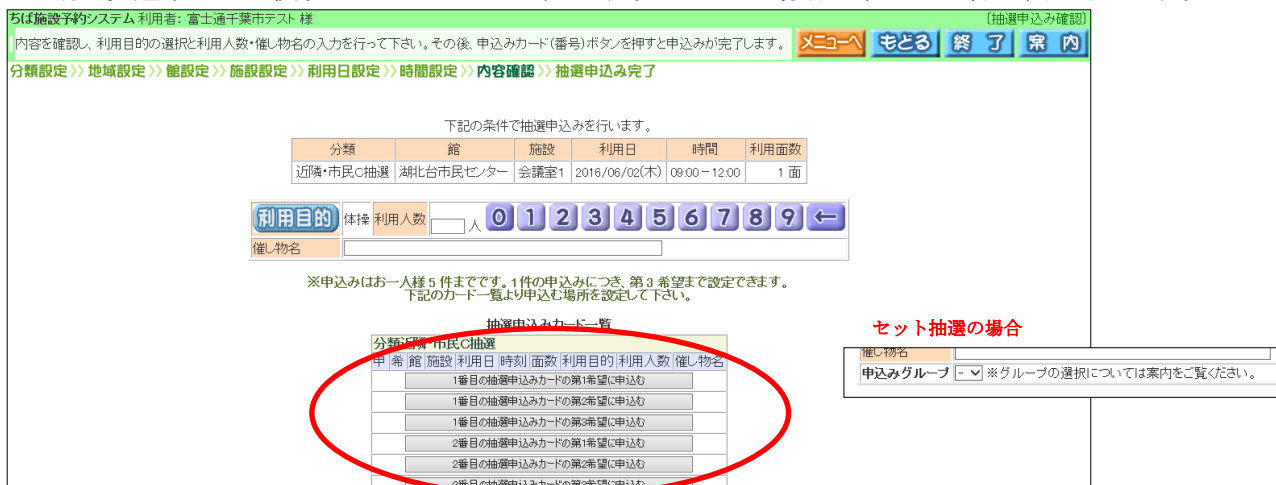 ちば施設予約システム 利用者: 富士通千葉市テスト 様 〔抽選申込み確認〕
内容を確認し、利用目的の選択と利用人数・催し物名の入力を行って下さい。その後、申込みカード(番号)ボタンを押すと申込みが完了します。 メニューへ もどる 終 了 案 内
分類設定 》 地域設定 》 館設定 》 施設設定 》 利用日設定 》 時間設定 》 内容確認 》 抽選申込み完了
下記の条件で抽選申込みを行います。
分類 館 施設 利用日 時間 利用面数
近隣・市民C抽選 湖北台市民センター 会議室1 2016/06/02(木) 09:00－12:00 1 面
利用目的 体操 利用人数 人 0 1 2 3 4 5 6 7 8 9 ←
催し物名
※申込みはお一人様５件までです。1件の申込みにつき、第３希望まで設定できます。
下記のカード一覧より申込む場所を設定して下さい。
抽選申込みカード一覧
分類近隣・市民C抽選
申 希 館 施設 利用日 時刻 面数 利用目的 利用人数 催し物名
1番目の抽選申込みカードの第1希望に申込む
1番目の抽選申込みカードの第2希望に申込む
1番目の抽選申込みカードの第3希望に申込む
2番目の抽選申込みカードの第1希望に申込む
2番目の抽選申込みカードの第2希望に申込む
2番目の抽選申込みカードの第3希望に申込む
セット抽選の場合
催し物名
申込みグループ - ※グループの選択については案内をご覧ください。